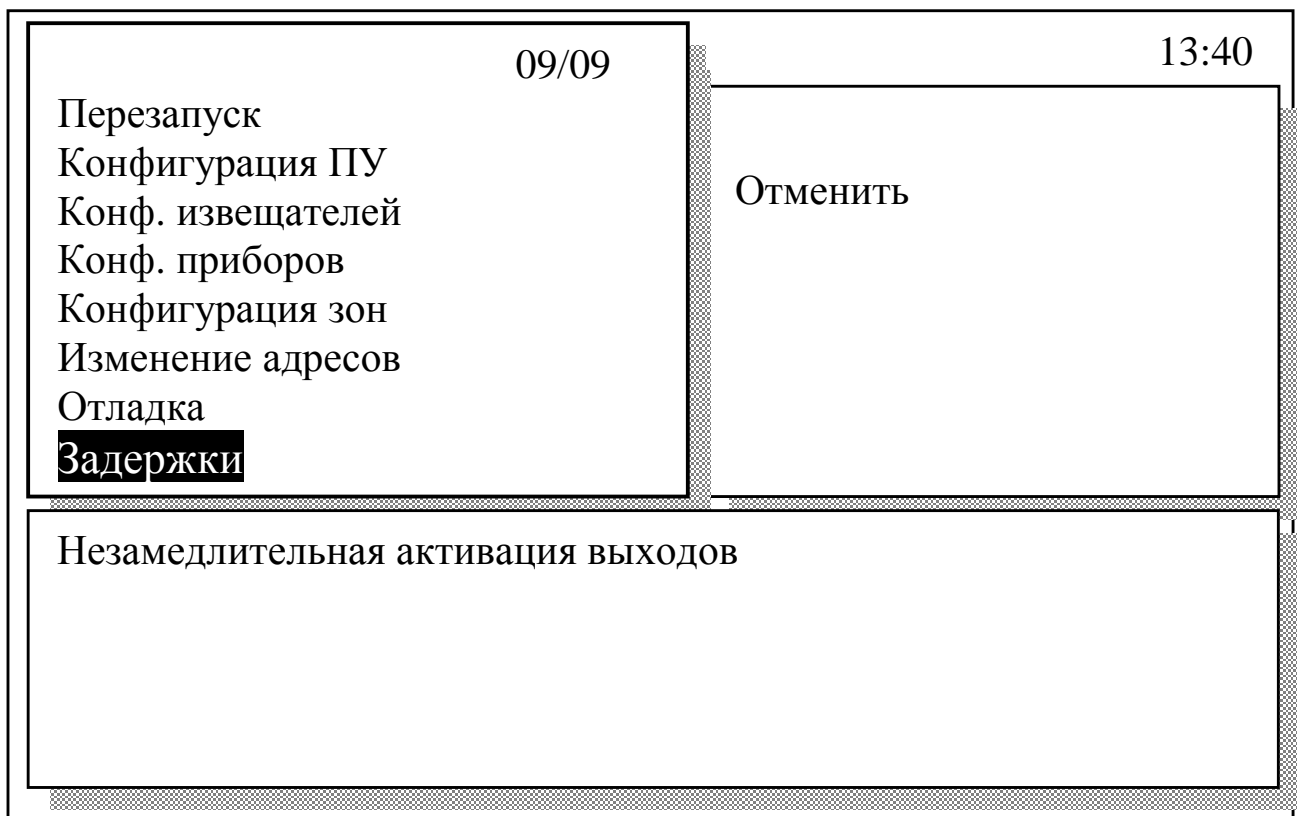 09/09
Перезапуск
Конфигурация ПУ
Конф. извещателей
Конф. приборов
Конфигурация зон
Изменение адресов
Отладка
Задержки
13:40
Отменить
Незамедлительная активация выходов